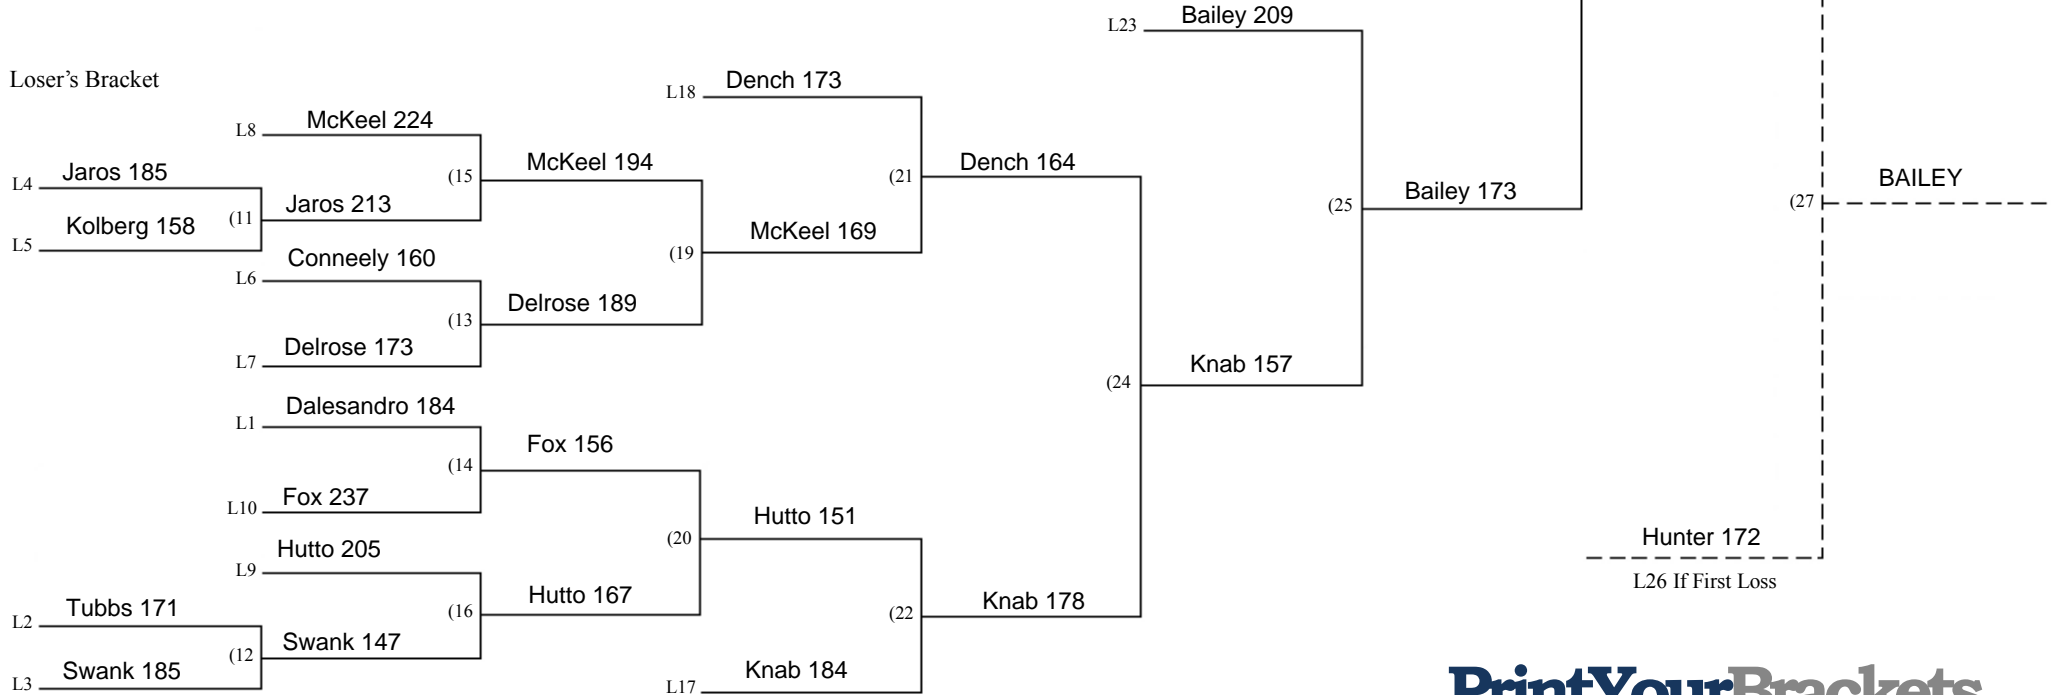 Bailey 209
L23
Loser’s Bracket
Dench 173
L18
McKeel 224
L8
Jaros 185
L4
McKeel 194
(15
Dench 164
(21
Jaros 213
(11
Kolberg 158
L5
Bailey 173
(25
BAILEY
(27
McKeel 169
(19
Conneely 160
L6
Delrose 189
(13
Delrose 173
L7
Knab 157
(24
Dalesandro 184
L1
Fox 156
(14
Fox 237
L10
Hutto 151
(20
Hutto 205
L9
Hunter 172
L26 If First Loss
Tubbs 171
L2
Hutto 167
(16
Knab 178
(22
Swank 147
(12
Swank 185
L3
Knab 184
L17
PrintYourBrackets